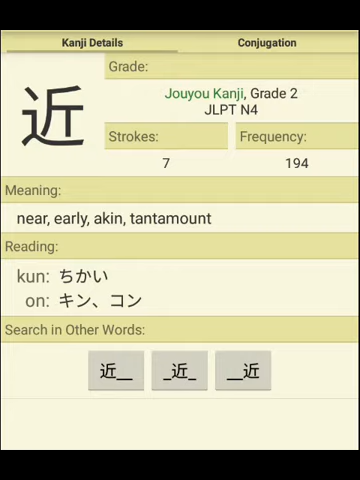 Kanji Details
Conjugation
近
Grade:
Jouyou Kanji, Grade 2
JLPT N4
Strokes:
Frequency:
7
194
Meaning:
near, early, akin, tantamount
Reading:
kun: ちかい
on: キン、コン
Search in Other Words:
近__ _近_ __近